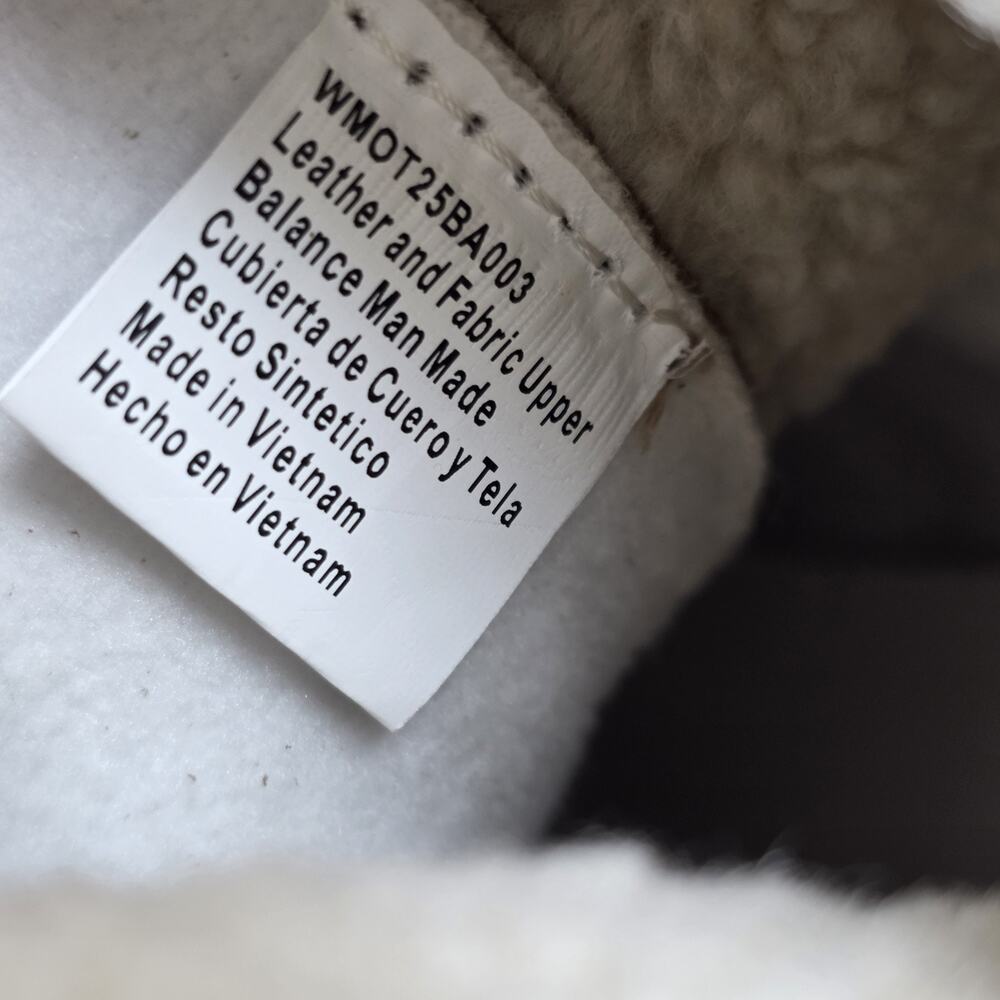 WMOT25BA003
Leather and Fabric Upper
Balance Man Made
Cubierta de Cuero y Tela
Resto Sintetico
Made in Vietnam
Hecho en Vietnam